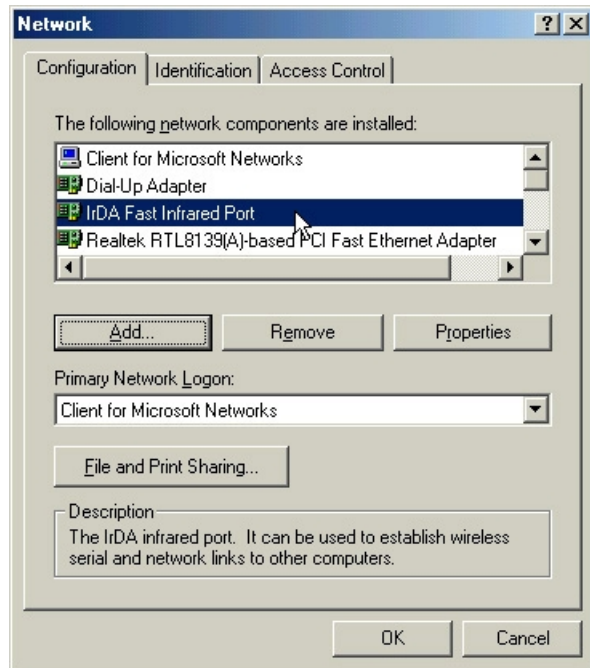 Network
Configuration Identification Access Control
The following network components are installed:
Client for Microsoft Networks
Dial-Up Adapter
IrDA Fast Infrared Port
Realtek RTL8139(A)-based PCI Fast Ethernet Adapter
Add... Remove Properties
Primary Network Logon:
Client for Microsoft Networks
File and Print Sharing...
Description
The IrDA infrared port. It can be used to establish wireless
serial and network links to other computers.
OK Cancel